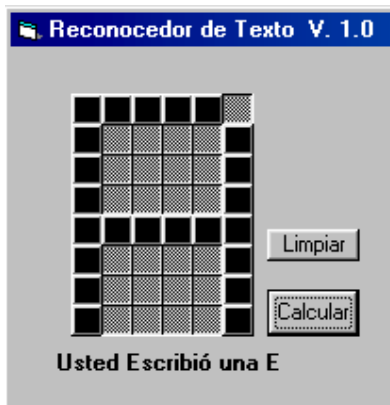 Reconocedor de Texto V. 1.0
Limpiar
Calcular
Usted Escribió una E